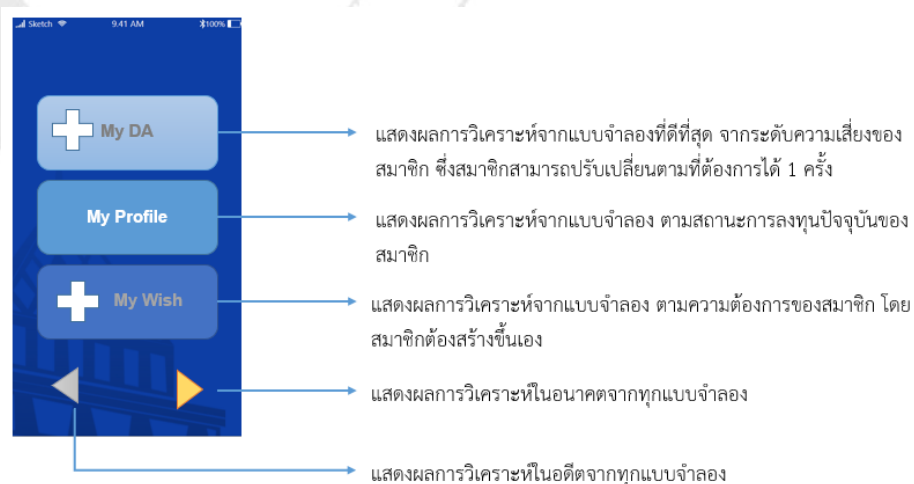 Sketch 9:41 AM 100%
My DA
แสดงผลการวิเคราะห์จากแบบจำลองที่ดีที่สุด จากระดับความเสี่ยงของ
สมาชิก ซึ่งสมาชิกสามารถปรับเปลี่ยนตามที่ต้องการได้ 1 ครั้ง
My Profile
แสดงผลการวิเคราะห์จากแบบจำลอง ตามสถานะการลงทุนปัจจุบันของ
สมาชิก
My Wish
แสดงผลการวิเคราะห์จากแบบจำลอง ตามความต้องการของสมาชิก โดย
สมาชิกต้องสร้างขึ้นเอง
แสดงผลการวิเคราะห์ในอนาคตจากทุกแบบจำลอง
แสดงผลการวิเคราะห์ในอดีตจากทุกแบบจำลอง